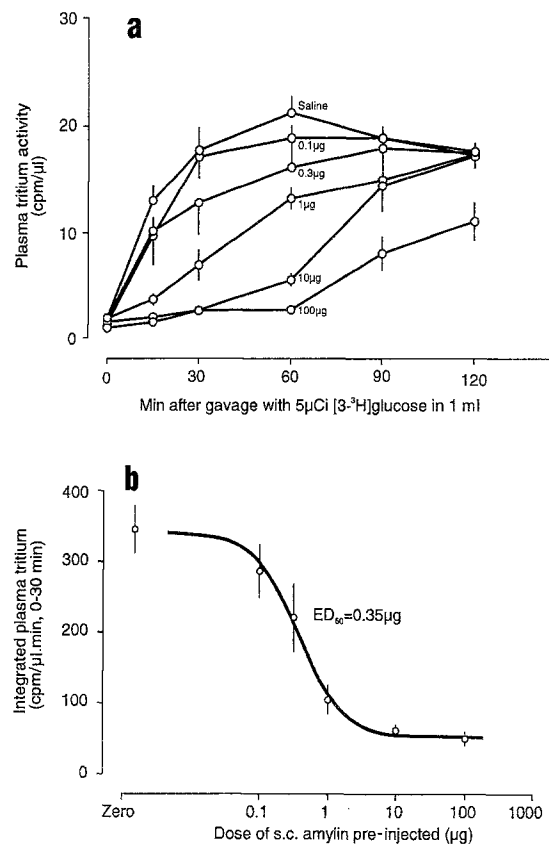 a
Plasma tritium activity
(cpm/µl)
30
20
10
0
Saline
0.1µg
0.3µg
1µg
10µg
100µg
0 30 60 90 120
Min after gavage with 5µCi [3-³H]glucose in 1 ml
b
Integrated plasma tritium
(cpm/µl.min, 0-30 min)
400
300
200
100
0
ED₅₀=0.35µg
Zero 0.1 1 10 100 1000
Dose of s.c. amylin pre-injected (µg)